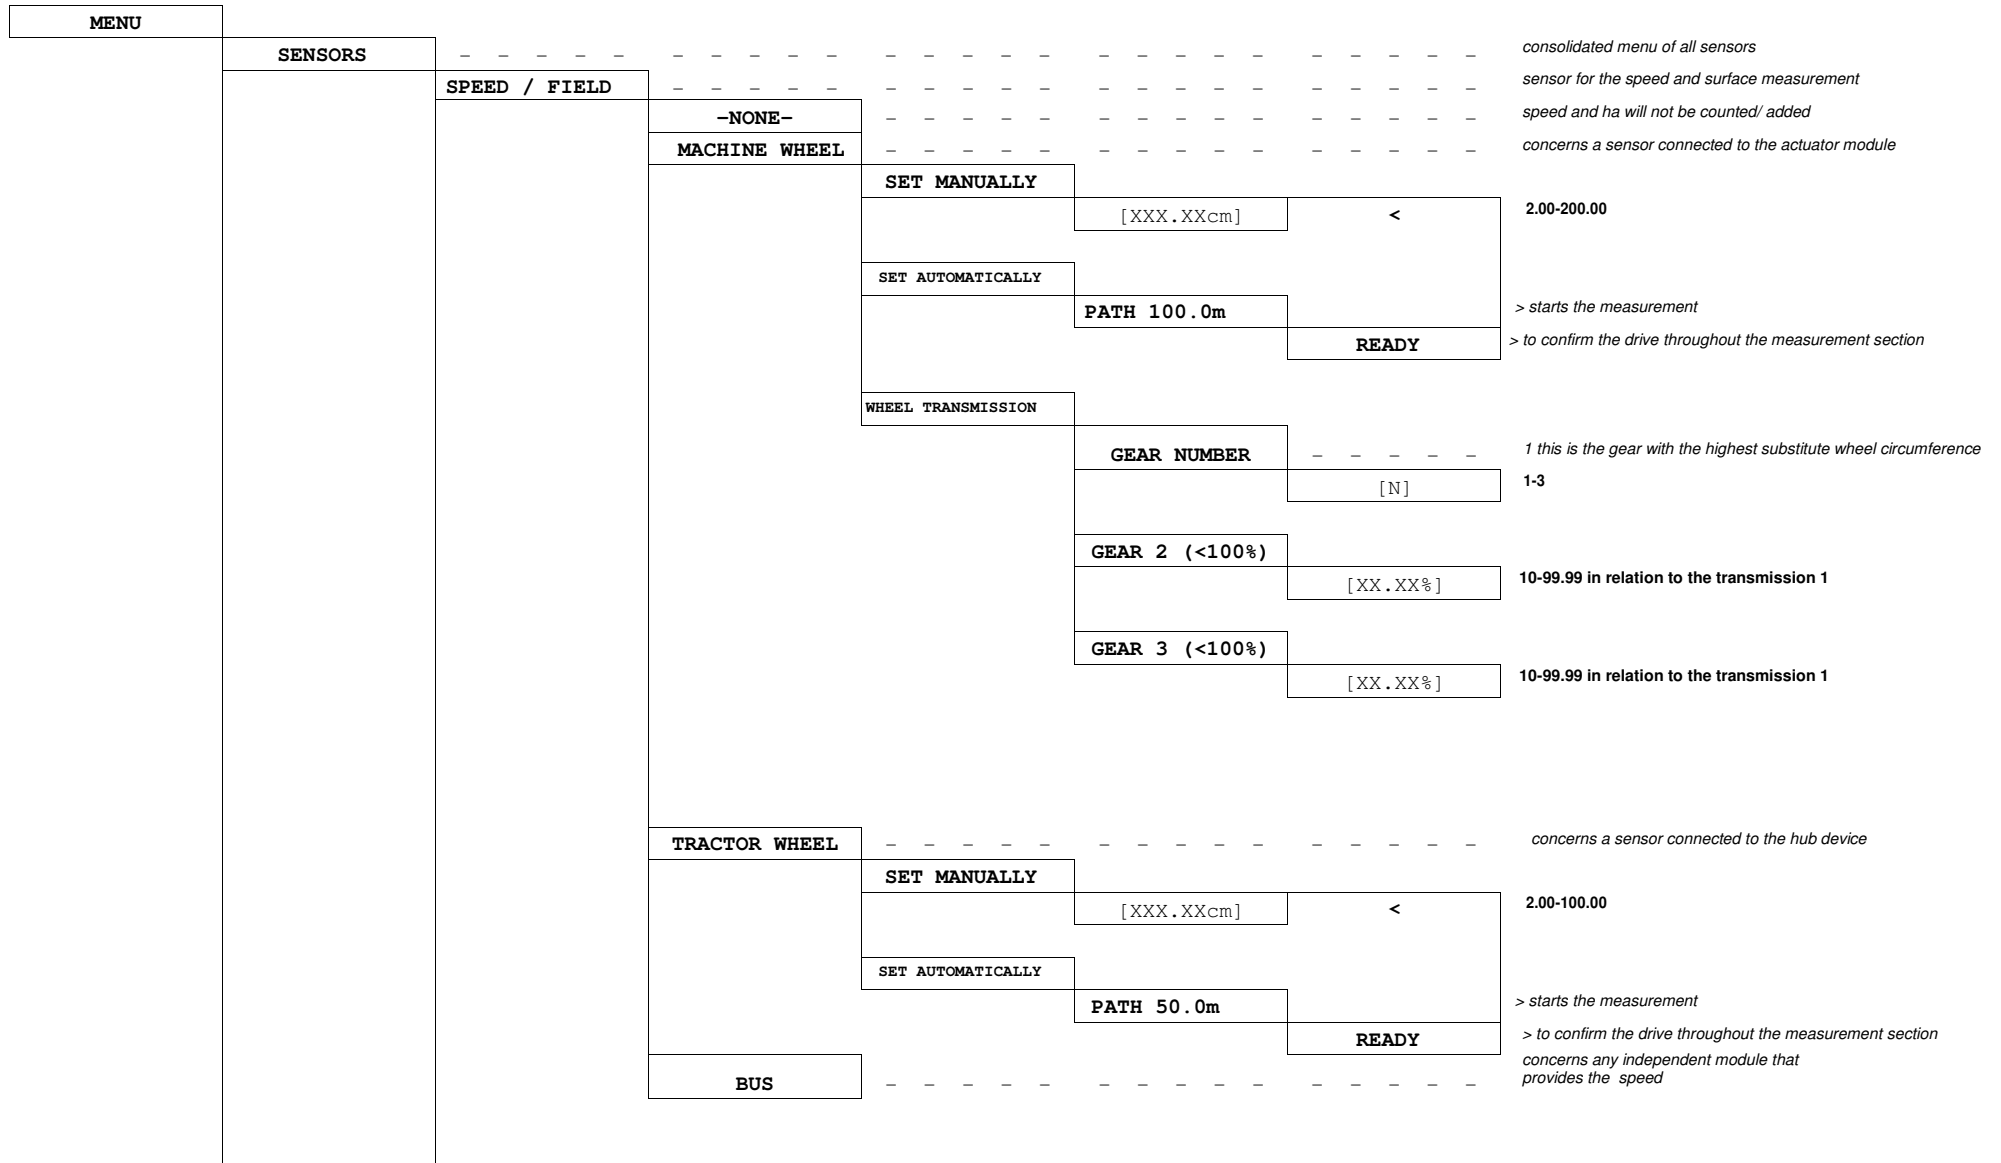 MENU
SENSORS
consolidated menu of all sensors
SPEED / FIELD
sensor for the speed and surface measurement
-NONE-
speed and ha will not be counted/ added
MACHINE WHEEL
concerns a sensor connected to the actuator module
SET MANUALLY
[XXX.XXcm]
<
2.00-200.00
SET AUTOMATICALLY
PATH 100.0m
> starts the measurement
READY
> to confirm the drive throughout the measurement section
WHEEL TRANSMISSION
GEAR NUMBER
1 this is the gear with the highest substitute wheel circumference
[N]
1-3
GEAR 2 (<100%)
[XX.XX%]
10-99.99 in relation to the transmission 1
GEAR 3 (<100%)
[XX.XX%]
10-99.99 in relation to the transmission 1
TRACTOR WHEEL
concerns a sensor connected to the hub device
SET MANUALLY
[XXX.XXcm]
<
2.00-100.00
SET AUTOMATICALLY
PATH 50.0m
> starts the measurement
READY
> to confirm the drive throughout the measurement section
BUS
concerns any independent module that
provides the speed